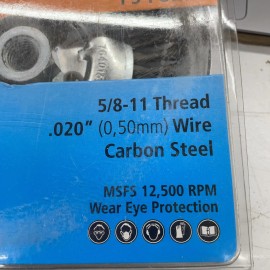 5/8-11 Thread
.020" (0,50mm) Wire
Carbon Steel
MSFS 12,500 RPM
Wear Eye Protection